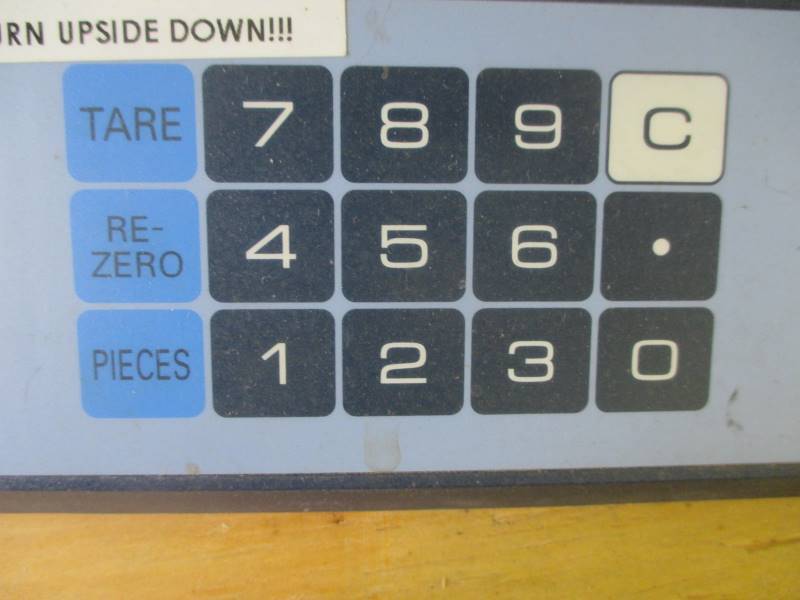 URN UPSIDE DOWN!!!
TARE 7 8 9 C
RE-
ZERO 4 5 6 .
PIECES 1 2 3 0